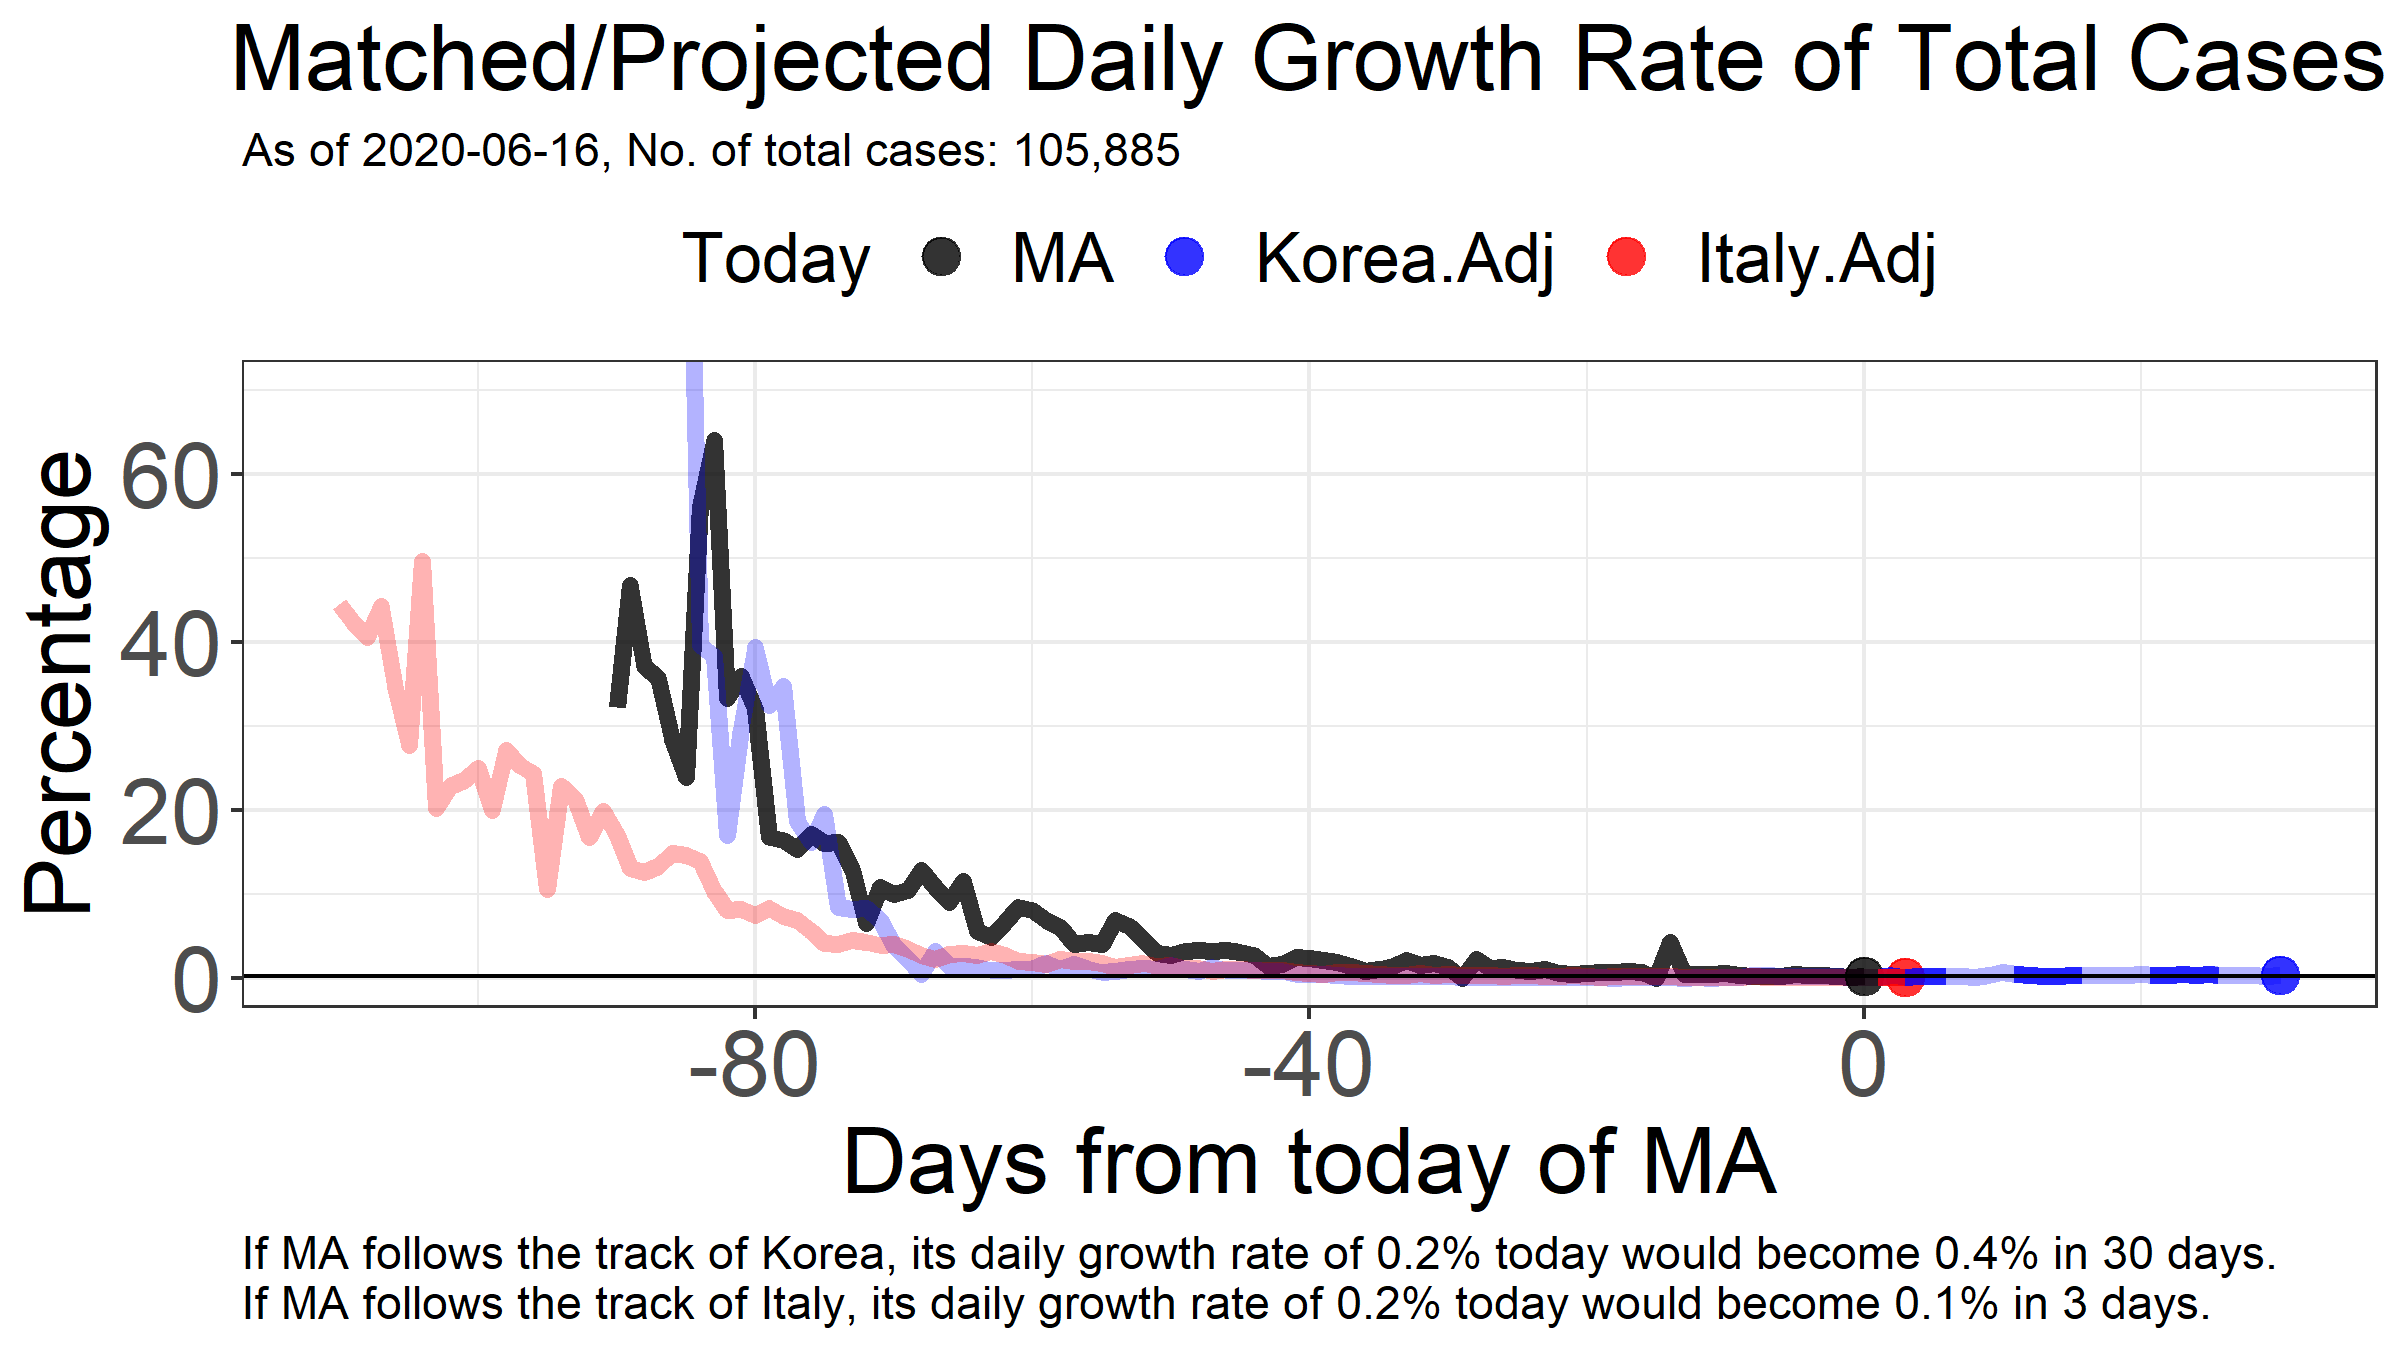 Matched/Projected Daily Growth Rate of Total Cases
As of 2020-06-16, No. of total cases: 105,885
Today MA Korea.Adj Italy.Adj
Percentage
60
40
20
0
-80 -40 0
Days from today of MA
If MA follows the track of Korea, its daily growth rate of 0.2% today would become 0.4% in 30 days.
If MA follows the track of Italy, its daily growth rate of 0.2% today would become 0.1% in 3 days.